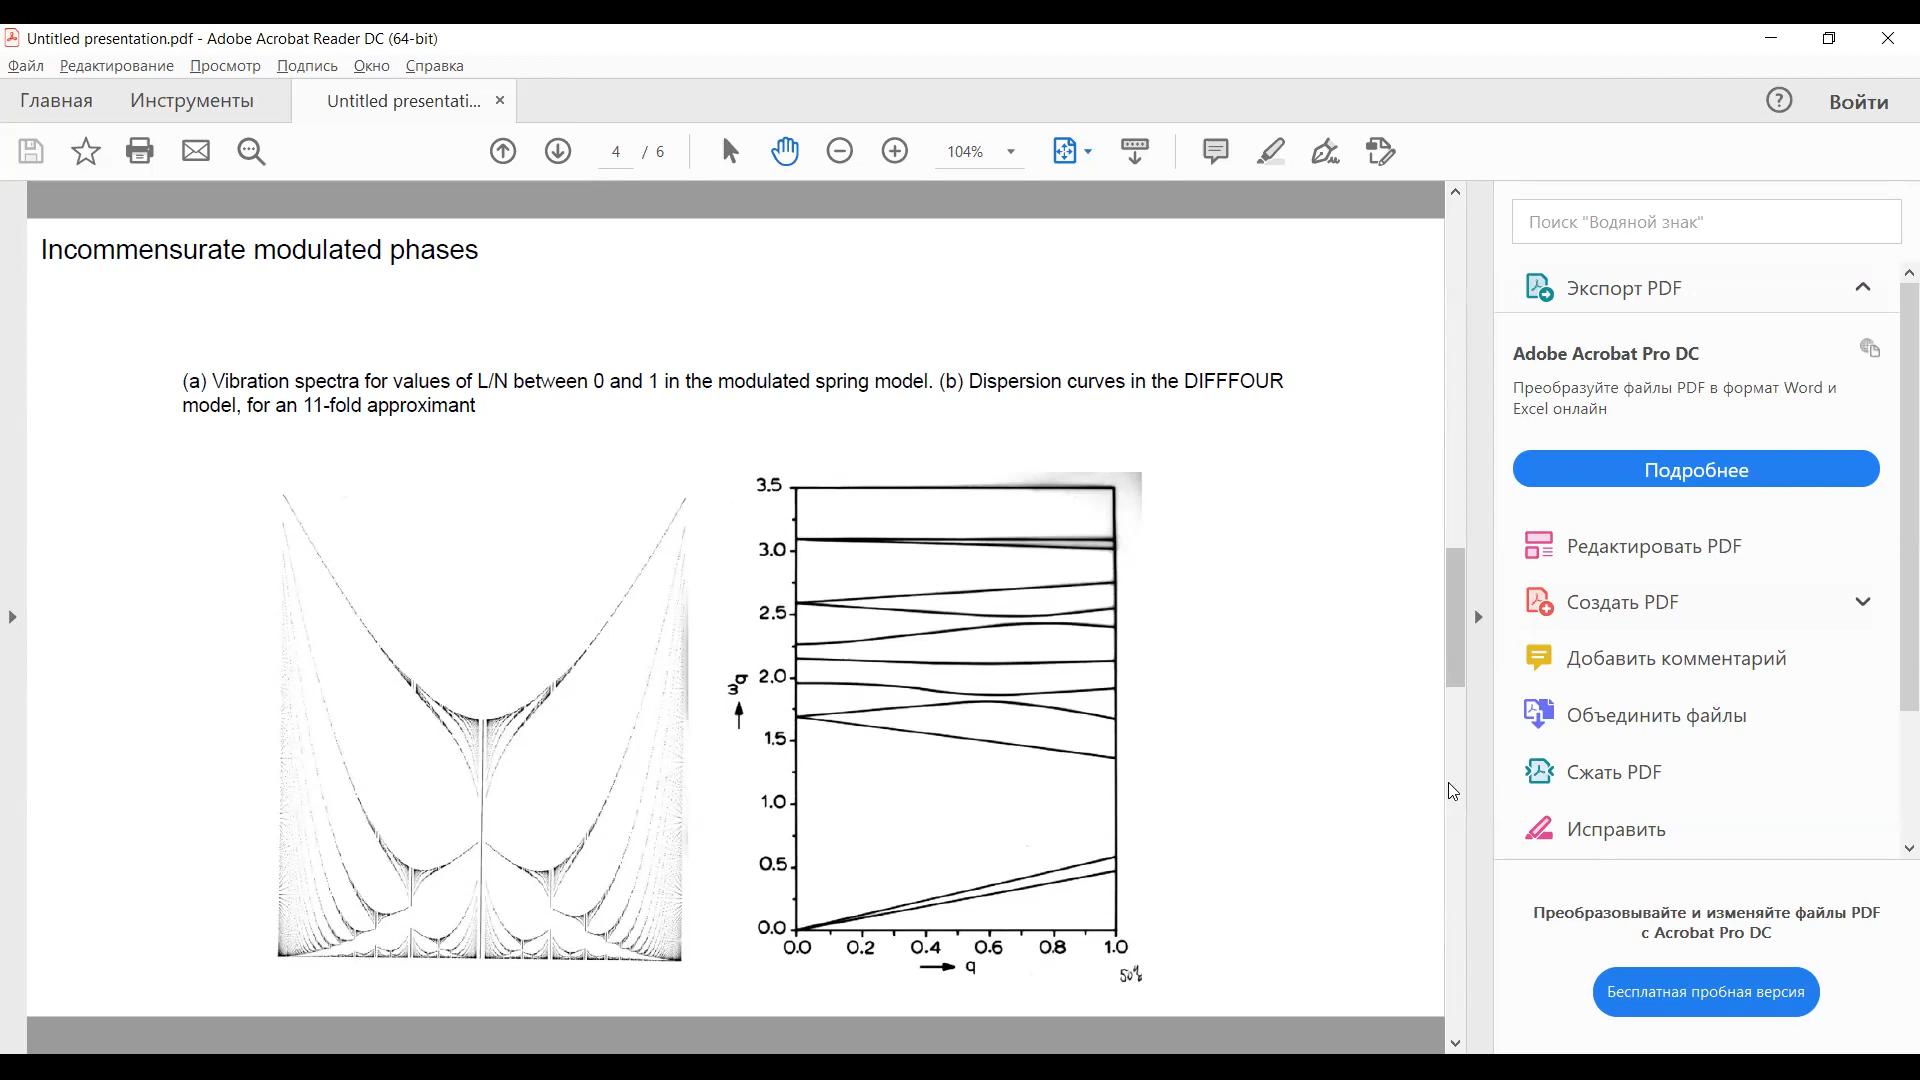 Untitled presentation.pdf - Adobe Acrobat Reader DC (64-bit)
Файл Редактирование Просмотр Подпись Окно Справка
Главная Инструменты Untitled presentati... × ? Войти
4 / 6 104%
Incommensurate modulated phases
(a) Vibration spectra for values of L/N between 0 and 1 in the modulated spring model. (b) Dispersion curves in the DIFFFOUR
model, for an 11-fold approximant
3.5
3.0
2.5
2.0
1.5
1.0
0.5
0.0
ωq
0.0 0.2 0.4 0.6 0.8 1.0
q
Поиск "Водяной знак"
Экспорт PDF
Adobe Acrobat Pro DC
Преобразуйте файлы PDF в формат Word и
Excel онлайн
Подробнее
Редактировать PDF
Создать PDF
Добавить комментарий
Объединить файлы
Сжать PDF
Исправить
Преобразовывайте и изменяйте файлы PDF
с Acrobat Pro DC
Бесплатная пробная версия